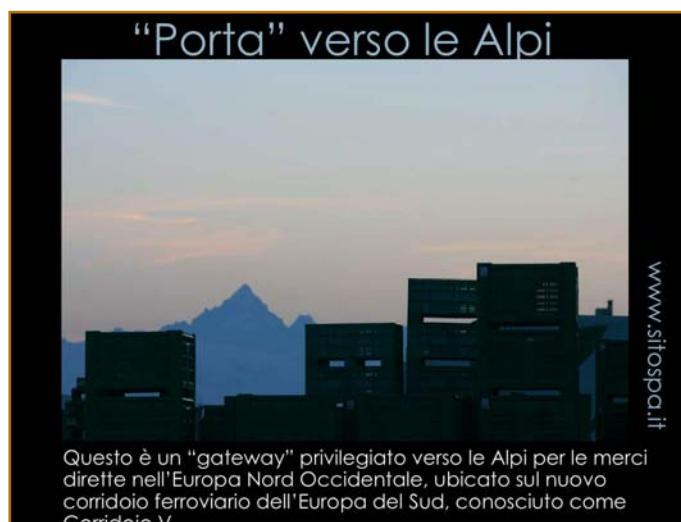 “Porta” verso le Alpi
www.sitospa.it
Questo è un “gateway” privilegiato verso le Alpi per le merci
dirette nell’Europa Nord Occidentale, ubicato sul nuovo
corridoio ferroviario dell’Europa del Sud, conosciuto come
Corridoio V